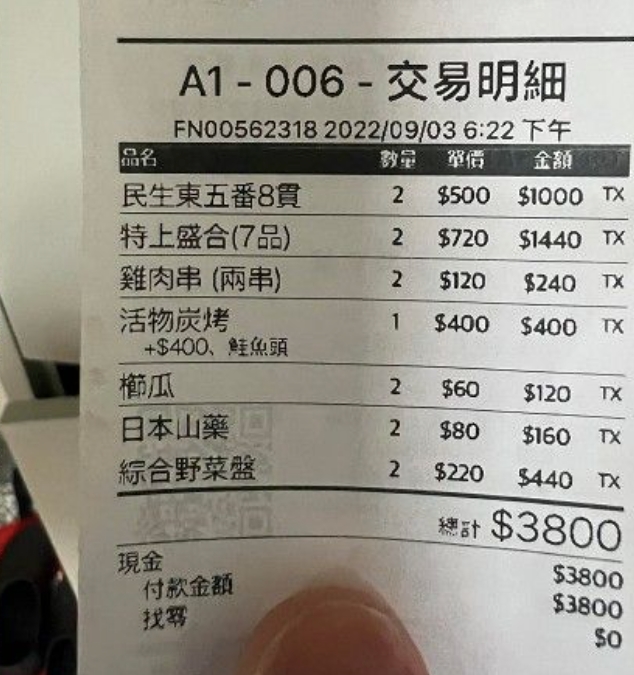 A1 - 006 - 交易明細
FN00562318 2022/09/03 6:22 下午
品名 數量 單價 金額
民生東五番8貫 2 $500 $1000 TX
特上盛合(7品) 2 $720 $1440 TX
雞肉串 (兩串) 2 $120 $240 TX
活物炭烤 1 $400 $400 TX
+$400、鮭魚頭
櫛瓜 2 $60 $120 TX
日本山藥 2 $80 $160 TX
綜合野菜盤 2 $220 $440 TX
總計 $3800
現金 $3800
付款金額 $3800
找零 $0